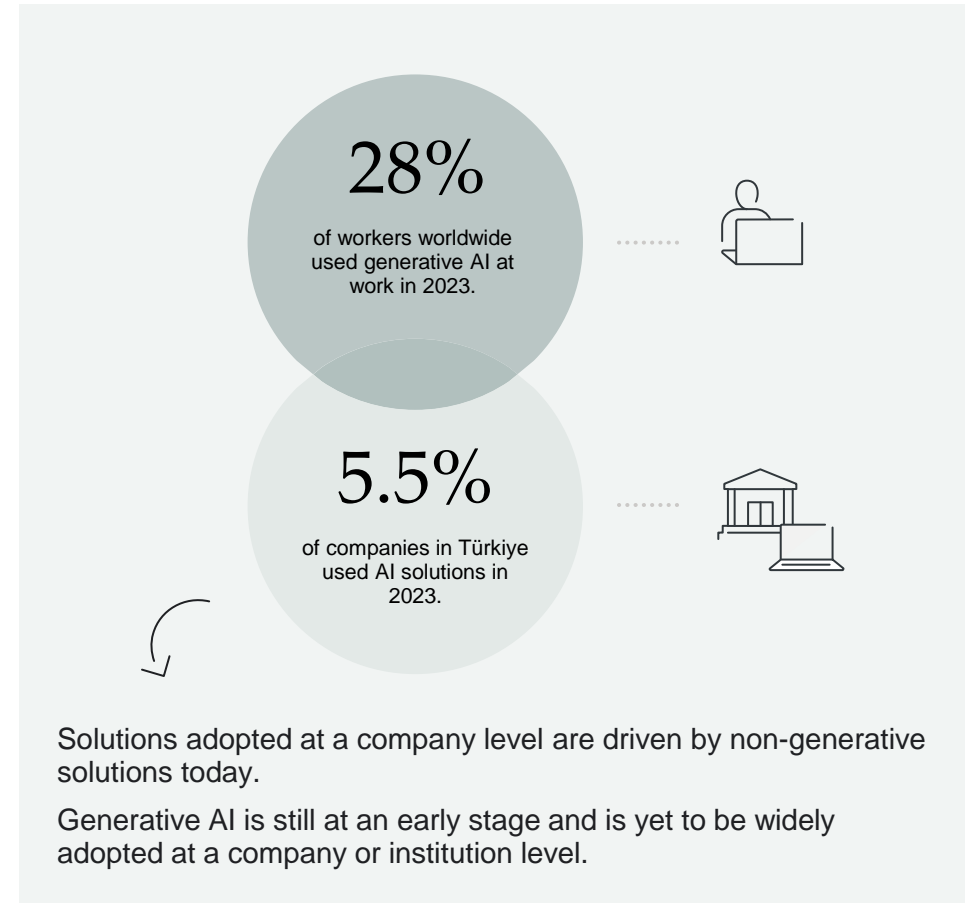 28%
of workers worldwide
used generative AI at
work in 2023.
5.5%
of companies in Türkiye
used AI solutions in
2023.
Solutions adopted at a company level are driven by non-generative
solutions today.
Generative AI is still at an early stage and is yet to be widely
adopted at a company or institution level.